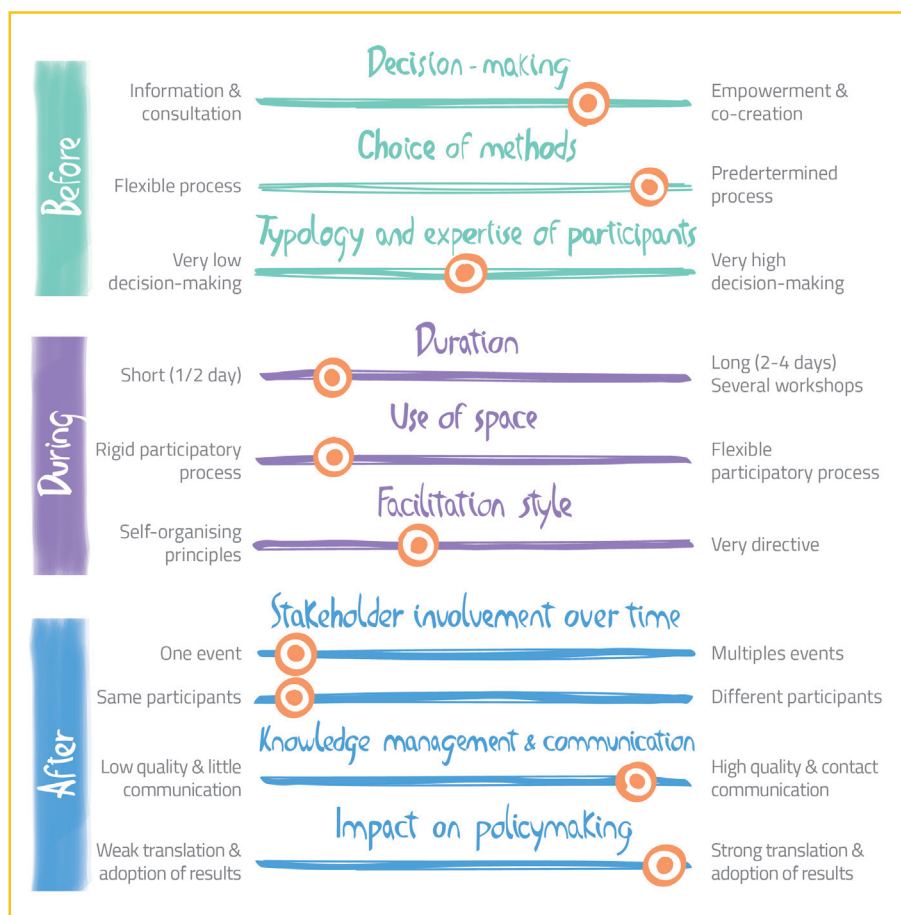 Before
Decision-making
Information &
consultation
Empowerment &
co-creation
Choice of methods
Flexible process
Predertermined
process
Typology and expertise of participants
Very low
decision-making
Very high
decision-making
During
Duration
Short (1/2 day)
Long (2-4 days)
Several workshops
Use of space
Rigid participatory
process
Flexible
participatory process
Facilitation style
Self-organising
principles
Very directive
After
Stakeholder involvement over time
One event
Multiples events
Same participants
Different participants
Knowledge management & communication
Low quality & little
communication
High quality & contact
communication
Impact on policymaking
Weak translation &
adoption of results
Strong translation &
adoption of results